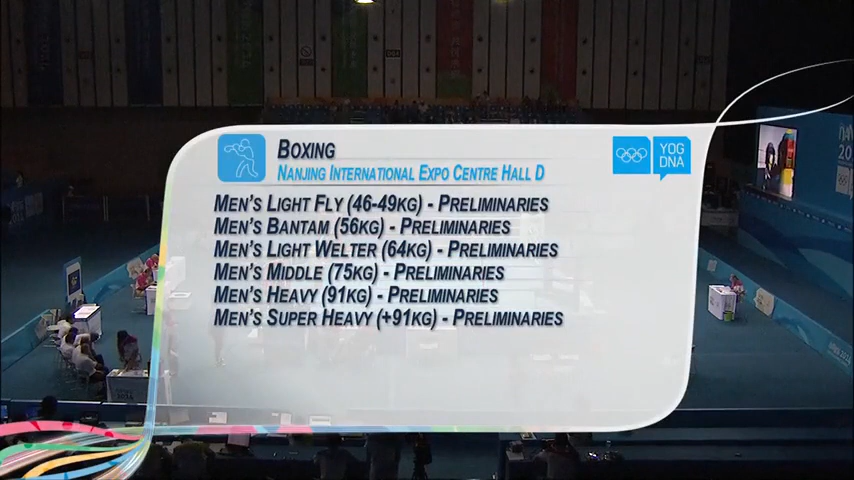 Boxing
Nanjing International Expo Centre Hall D
YOG
DNA
Men's Light Fly (46-49kg) - Preliminaries
Men's Bantam (56kg) - Preliminaries
Men's Light Welter (64kg) - Preliminaries
Men's Middle (75kg) - Preliminaries
Men's Heavy (91kg) - Preliminaries
Men's Super Heavy (+91kg) - Preliminaries